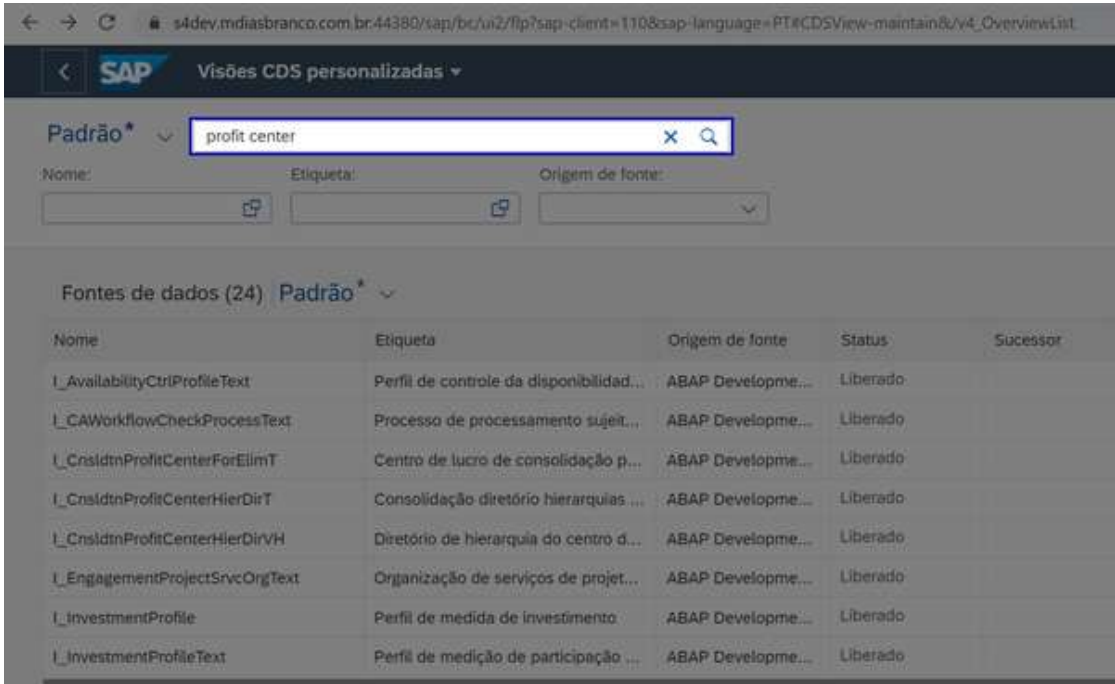 s4dev.mdiasbranco.com.br:44380/sap/bc/ui2/flp?sap-client=110&sap-language=PT#CDSView-maintain&/v4_OverviewList
SAP Visões CDS personalizadas
Padrão* profit center
Nome: Etiqueta: Origem de fonte:
Fontes de dados (24) Padrão*
Nome Etiqueta Origem de fonte Status Sucessor
I_AvailabilityCtrlProfileText Perfil de controle da disponibilidad... ABAP Developme... Liberado
I_CAWorkflowCheckProcessText Processo de processamento sujeit... ABAP Developme... Liberado
I_CnsldtnProfitCenterForElimT Centro de lucro de consolidação p... ABAP Developme... Liberado
I_CnsldtnProfitCenterHierDirT Consolidação diretório hierarquias ... ABAP Developme... Liberado
I_CnsldtnProfitCenterHierDirVH Diretório de hierarquia do centro d... ABAP Developme... Liberado
I_EngagementProjectSrvcOrgText Organização de serviços de projet... ABAP Developme... Liberado
I_InvestmentProfile Perfil de medida de investimento ABAP Developme... Liberado
I_InvestmentProfileText Perfil de medição de participação ... ABAP Developme... Liberado